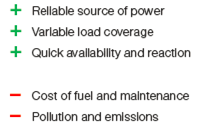 + Reliable source of power
+ Variable load coverage
+ Quick availability and reaction
− Cost of fuel and maintenance
− Pollution and emissions